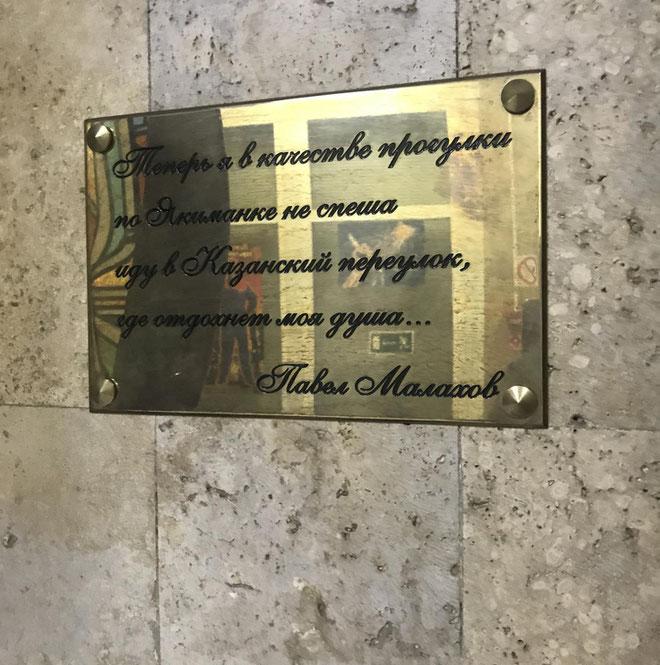 Теперь я в качестве прогулки
по Якиманке не спеша
иду в Казанский переулок,
где отдохнет моя душа...
Павел Малахов